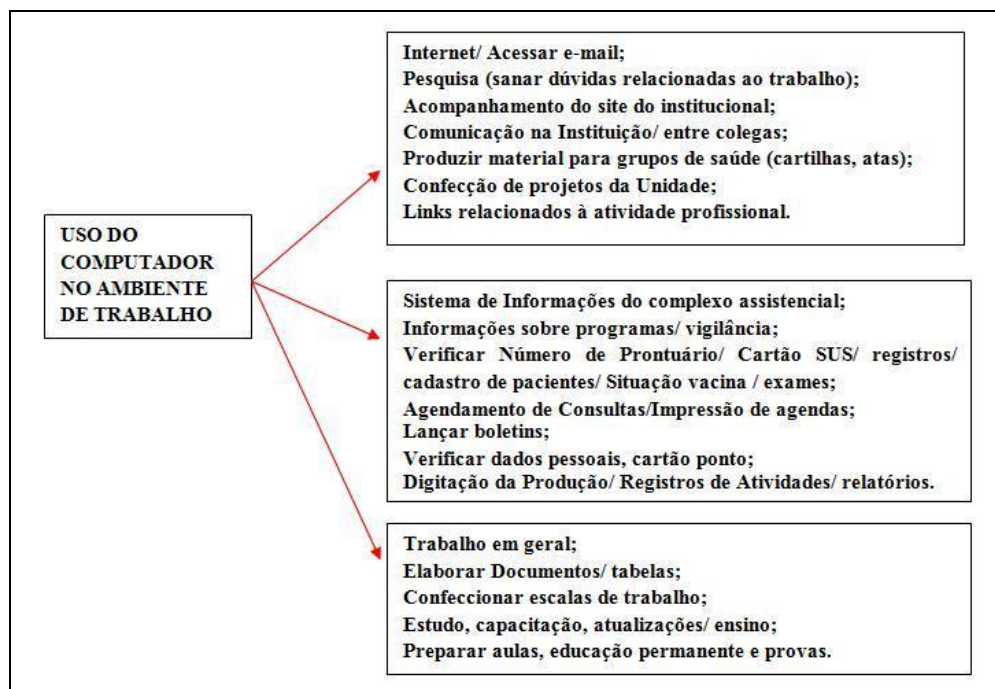 USO DO
COMPUTADOR
NO AMBIENTE
DE TRABALHO
Internet/ Acessar e-mail;
Pesquisa (sanar dúvidas relacionadas ao trabalho);
Acompanhamento do site do institucional;
Comunicação na Instituição/ entre colegas;
Produzir material para grupos de saúde (cartilhas, atas);
Confecção de projetos da Unidade;
Links relacionados à atividade profissional.
Sistema de Informações do complexo assistencial;
Informações sobre programas/ vigilância;
Verificar Número de Prontuário/ Cartão SUS/ registros/
cadastro de pacientes/ Situação vacina / exames;
Agendamento de Consultas/Impressão de agendas;
Lançar boletins;
Verificar dados pessoais, cartão ponto;
Digitação da Produção/ Registros de Atividades/ relatórios.
Trabalho em geral;
Elaborar Documentos/ tabelas;
Confeccionar escalas de trabalho;
Estudo, capacitação, atualizações/ ensino;
Preparar aulas, educação permanente e provas.